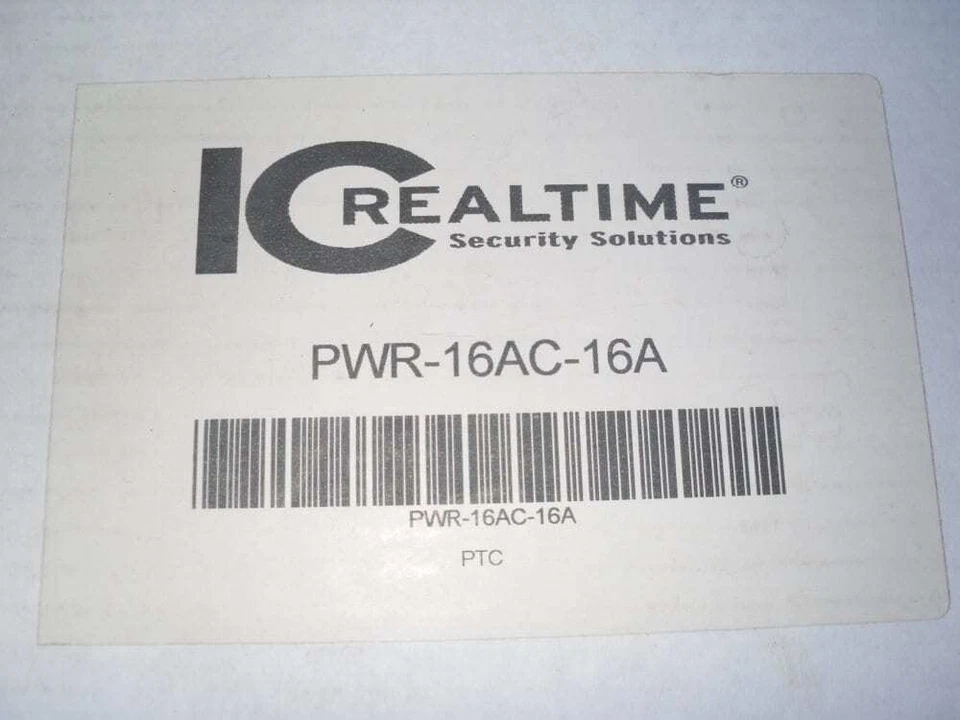 IC REALTIME®
Security Solutions
PWR-16AC-16A
PWR-16AC-16A
PTC